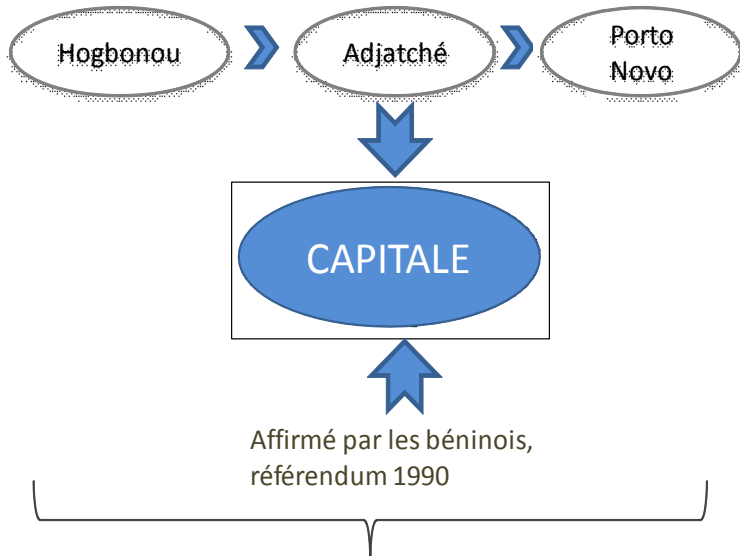 Hogbonou
Adjatché
Porto
Novo
CAPITALE
Affirmé par les béninois,
référendum 1990